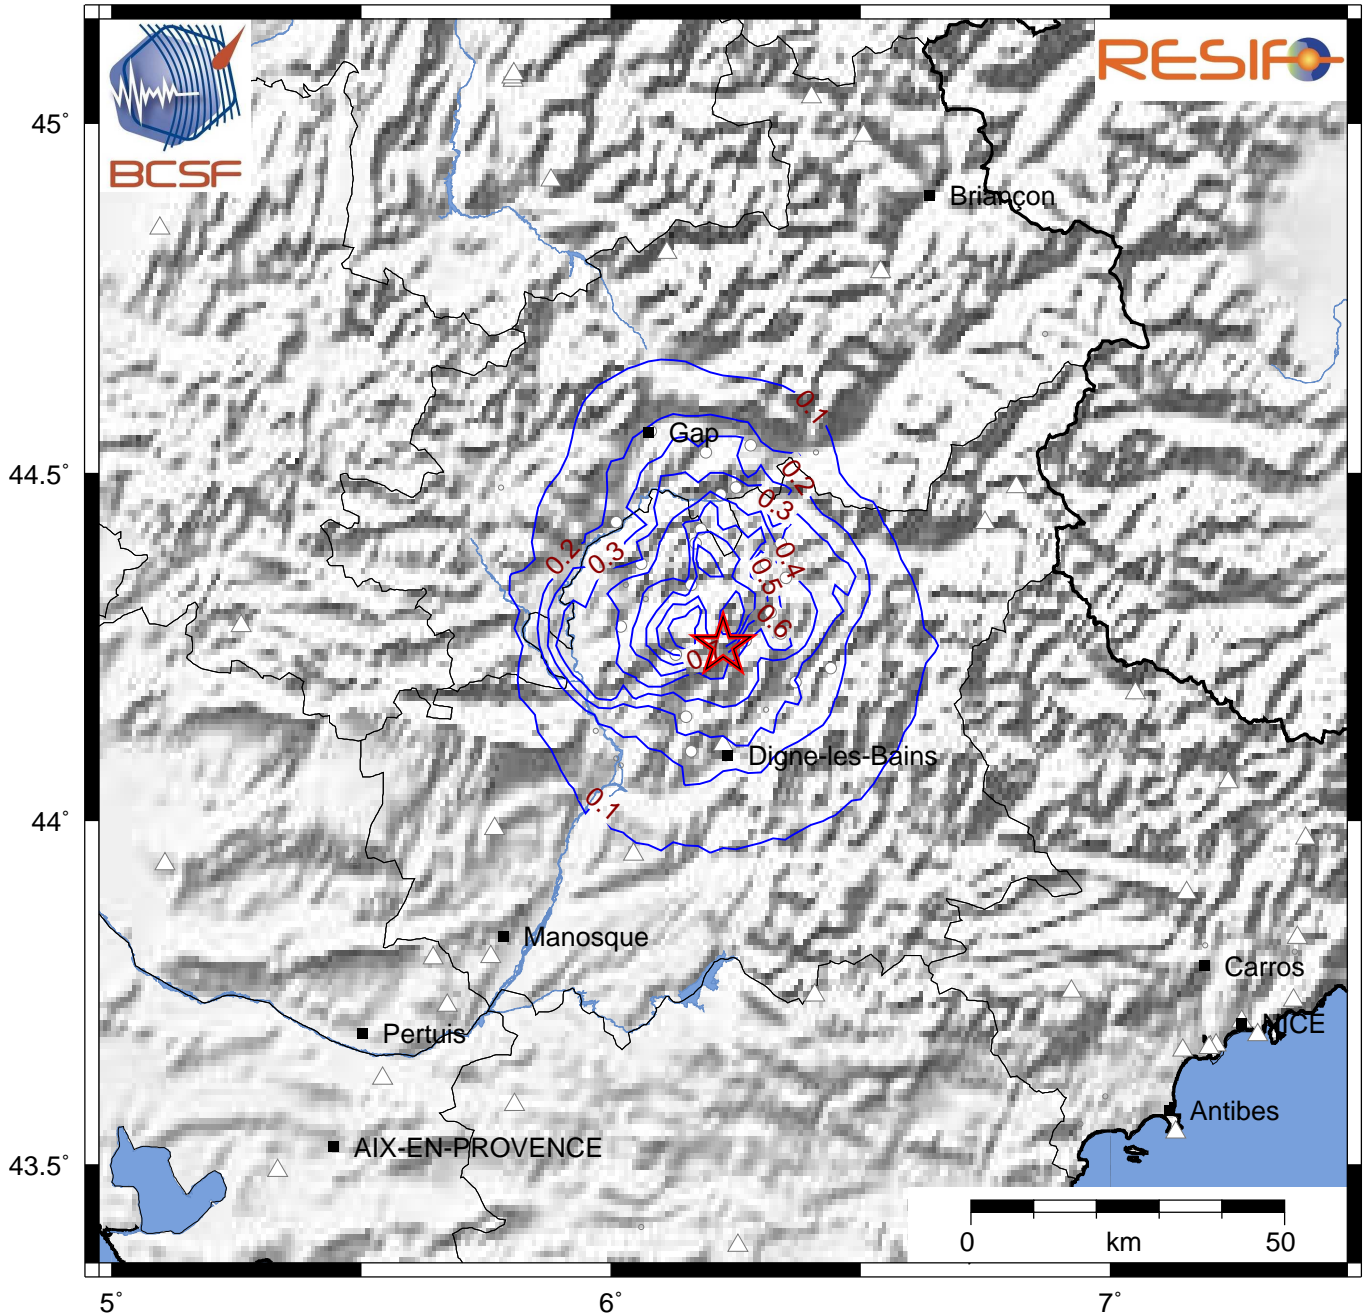 BCSF
RESIF
45°
Briançon
0.1
Gap
44.5°
0.2
0.3
0.2
0.3
0.4
0.5
0.6
Digne-les-Bains
0.1
44°
Manosque
Carros
NICE
Pertuis
Antibes
AIX-EN-PROVENCE
43.5°
0 km 50
5° 6° 7°